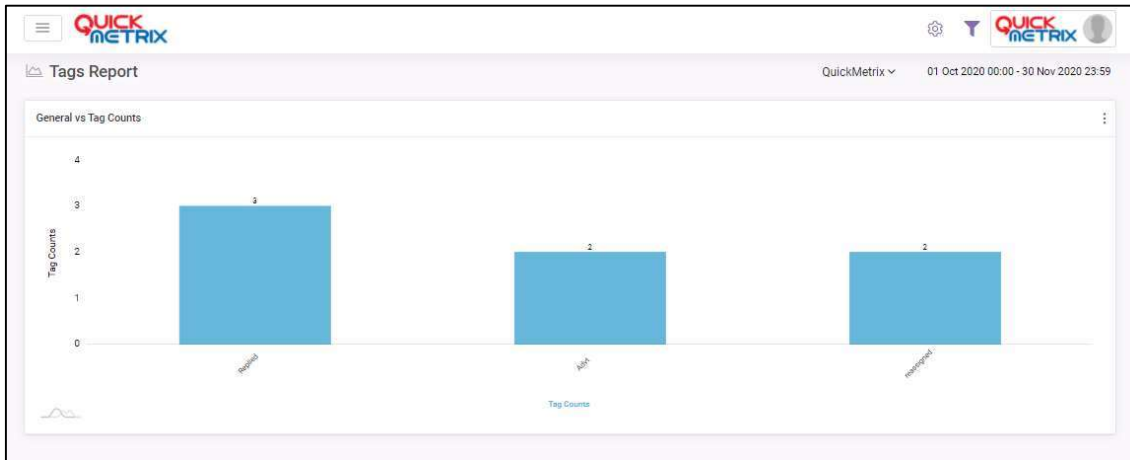 QUICK METRIX
QUICK METRIX
Tags Report
QuickMetrix
01 Oct 2020 00:00 - 30 Nov 2020 23:59
General vs Tag Counts
4
3
2
1
0
Tag Counts
3
2
2
Replied
Advt
reassigned
Tag Counts